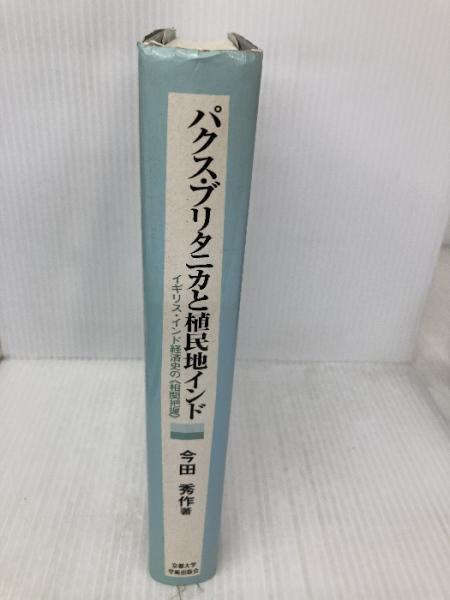 パクス・ブリタニカと植民地インド
イギリス・インド経済史の《相関把握》
今田 秀作 著
京都大学
学術出版会